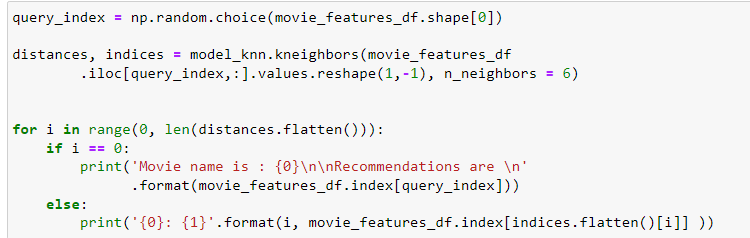 query_index = np.random.choice(movie_features_df.shape[0])
distances, indices = model_knn.kneighbors(movie_features_df
.iloc[query_index,:].values.reshape(1,-1), n_neighbors = 6)
for i in range(0, len(distances.flatten())):
if i == 0:
print('Movie name is : {0}\n\nRecommendations are \n'
.format(movie_features_df.index[query_index]))
else:
print('{0}: {1}'.format(i, movie_features_df.index[indices.flatten()[i]] ))